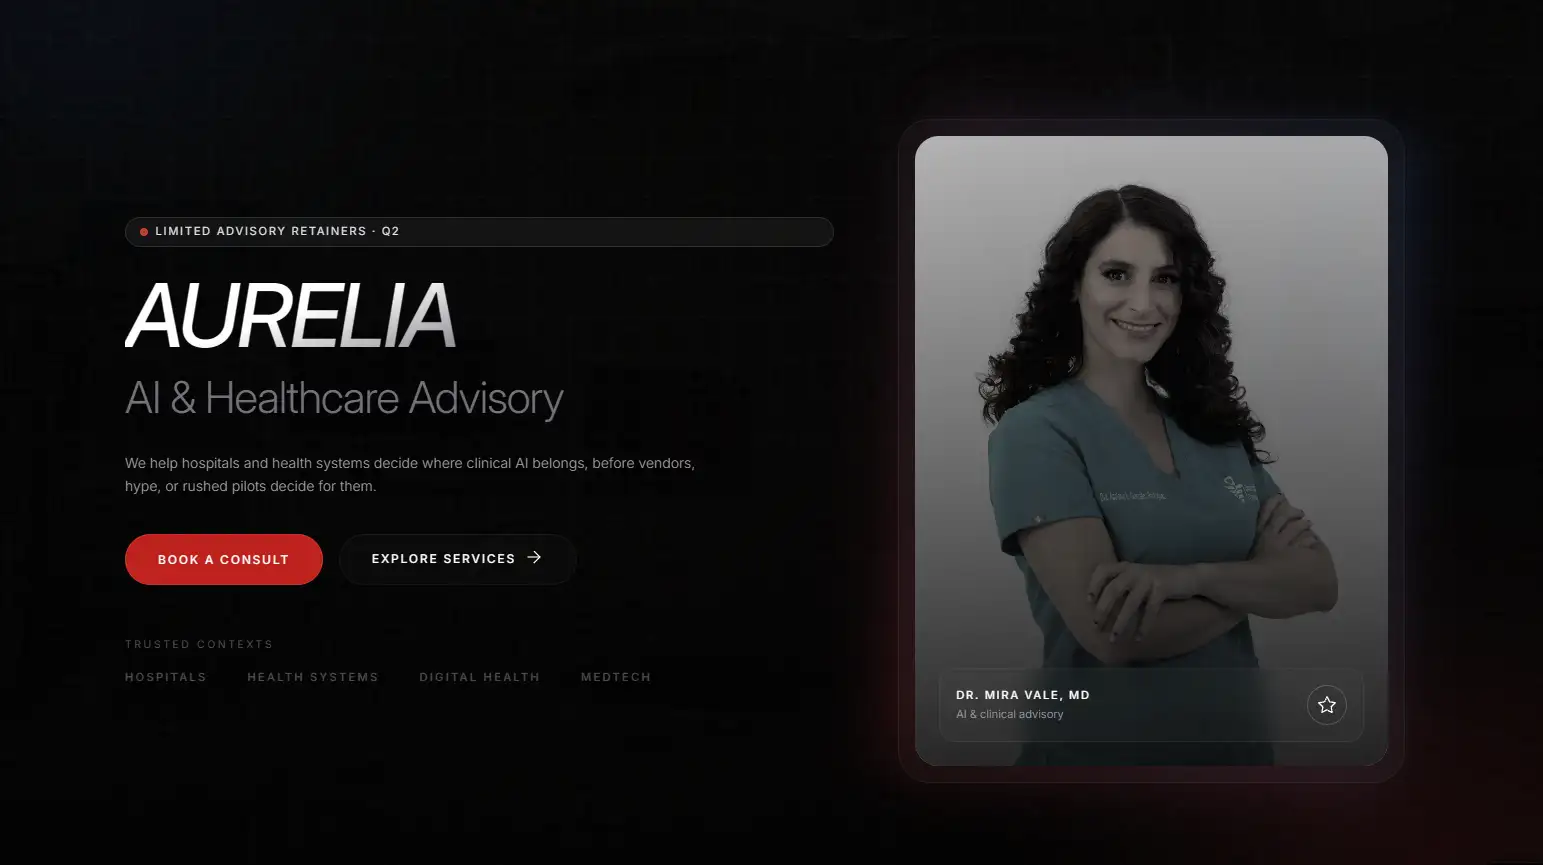 LIMITED ADVISORY RETAINERS · Q2
AURELIA
AI & Healthcare Advisory
We help hospitals and health systems decide where clinical AI belongs, before vendors,
hype, or rushed pilots decide for them.
BOOK A CONSULT
EXPLORE SERVICES
TRUSTED CONTEXTS
HOSPITALS HEALTH SYSTEMS DIGITAL HEALTH MEDTECH
DR. MIRA VALE, MD
AI & clinical advisory